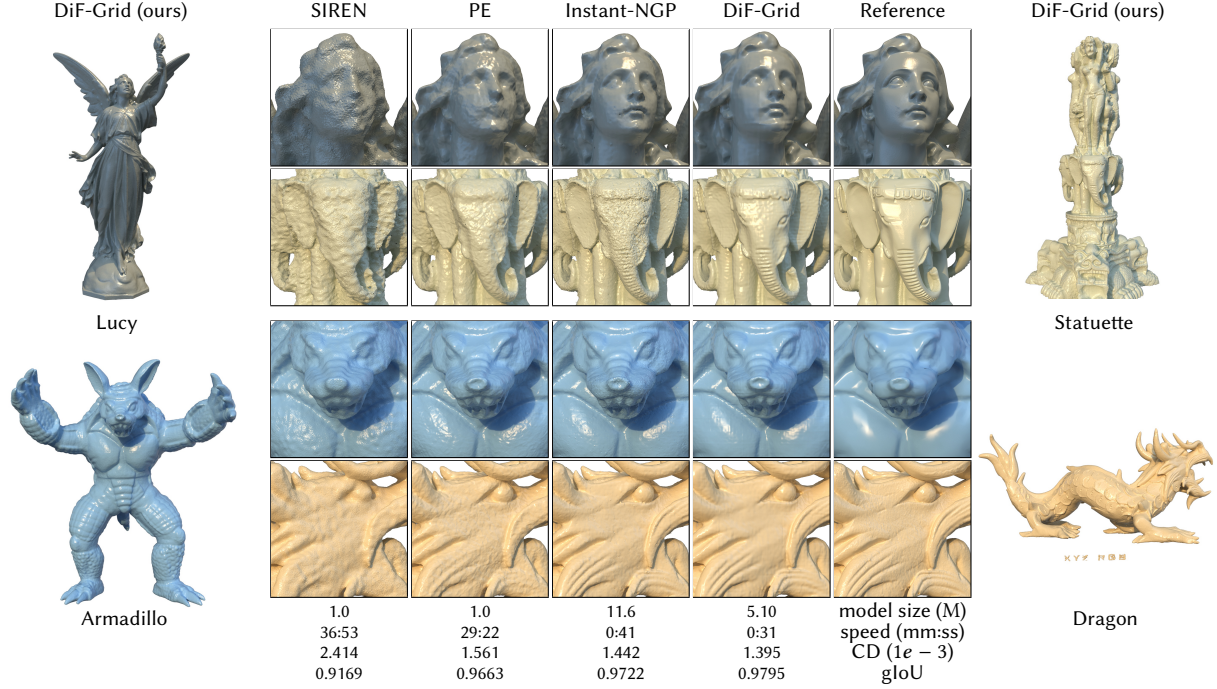 DiF-Grid (ours) SIREN PE Instant-NGP DiF-Grid Reference DiF-Grid (ours)
Lucy Statuette
Armadillo Dragon
1.0 1.0 11.6 5.10 model size (M)
36:53 29:22 0:41 0:31 speed (mm:ss)
2.414 1.561 1.442 1.395 CD (1e − 3)
0.9169 0.9663 0.9722 0.9795 gIoU